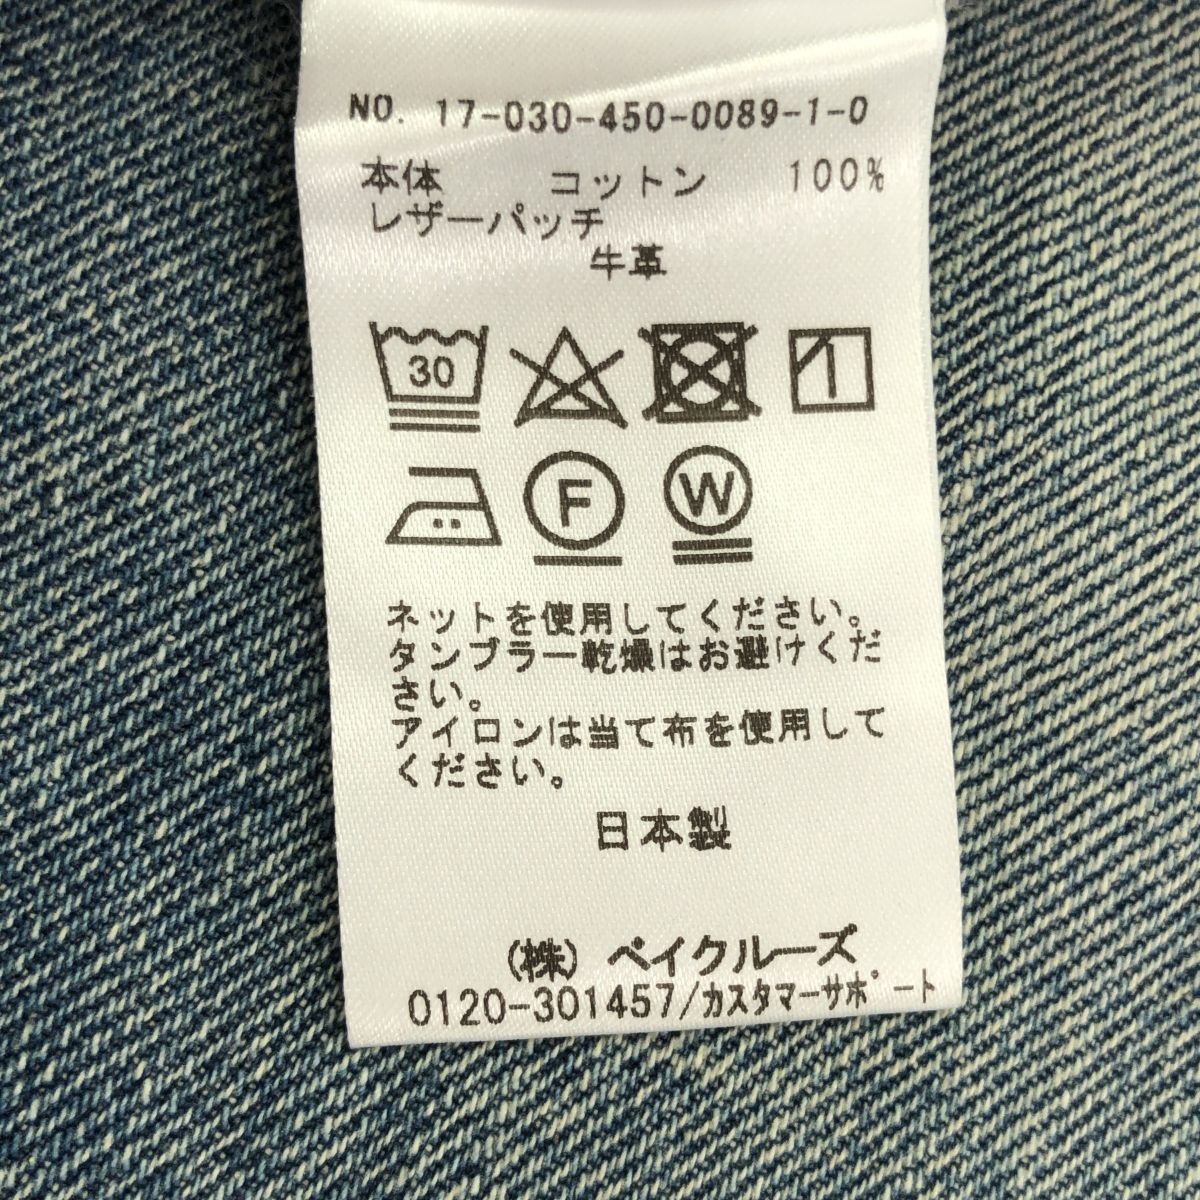 NO. 17-030-450-0089-1-0
本体 コットン 100%
レザーパッチ
牛革
30
1
F
W
ネットを使用してください。
タンブラー乾燥はお避けくだ
さい。
アイロンは当て布を使用して
ください。
日本製
(株) ベイクルーズ
0120-301457/カスタマーサポート